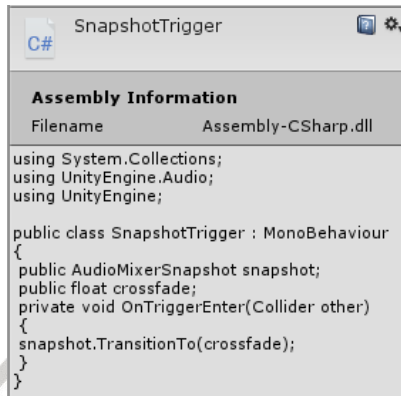 SnapshotTrigger
C#
Assembly Information
Filename Assembly-CSharp.dll
using System.Collections;
using UnityEngine.Audio;
using UnityEngine;
public class SnapshotTrigger : MonoBehaviour
{
public AudioMixerSnapshot snapshot;
public float crossfade;
private void OnTriggerEnter(Collider other)
{
snapshot.TransitionTo(crossfade);
}
}